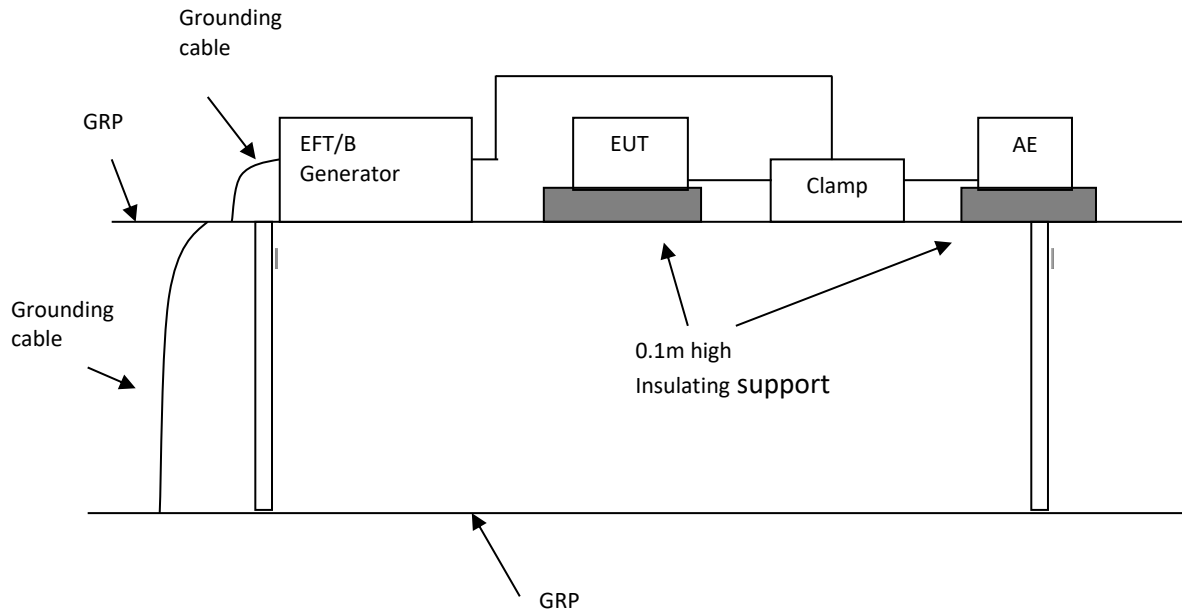 Grounding
cable
GRP
EFT/B
Generator
EUT
Clamp
AE
Grounding
cable
0.1m high
Insulating support
GRP